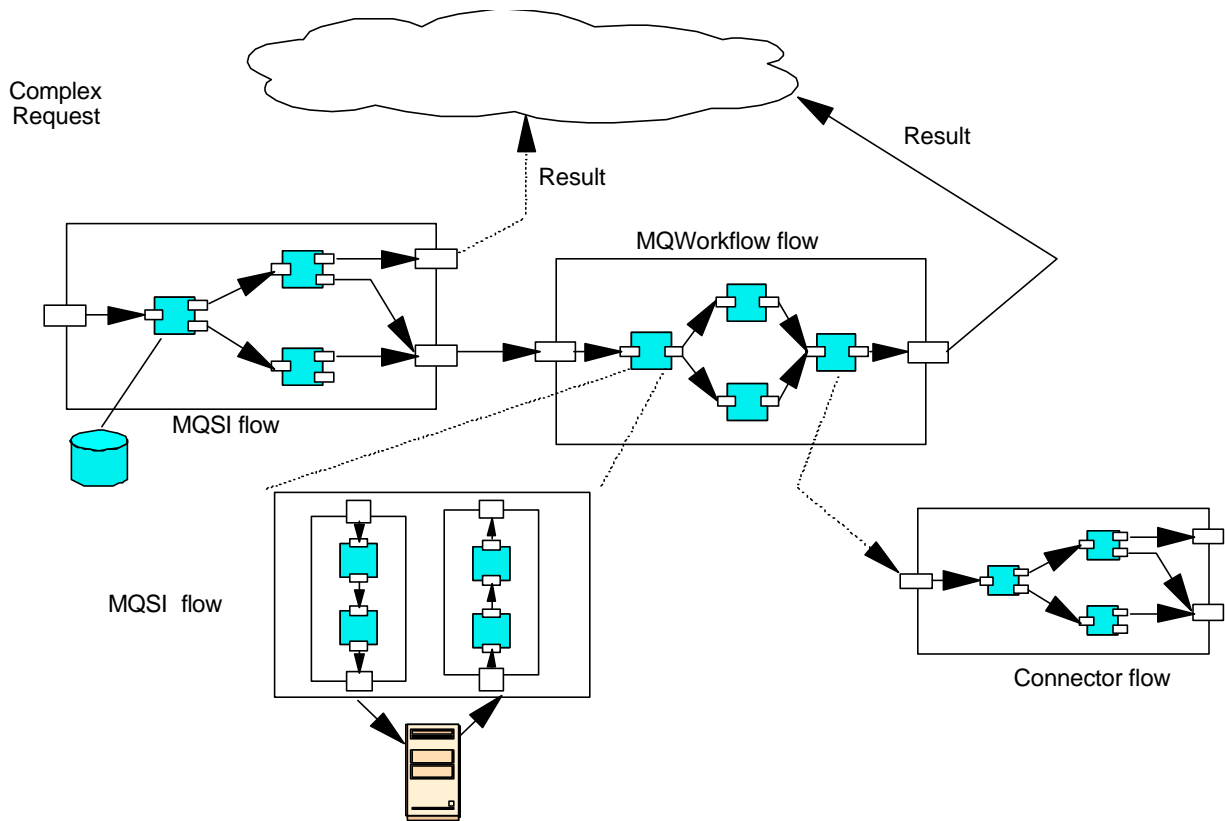 Complex
Request
Result
Result
MQWorkflow flow
MQSI flow
MQSI flow
Connector flow